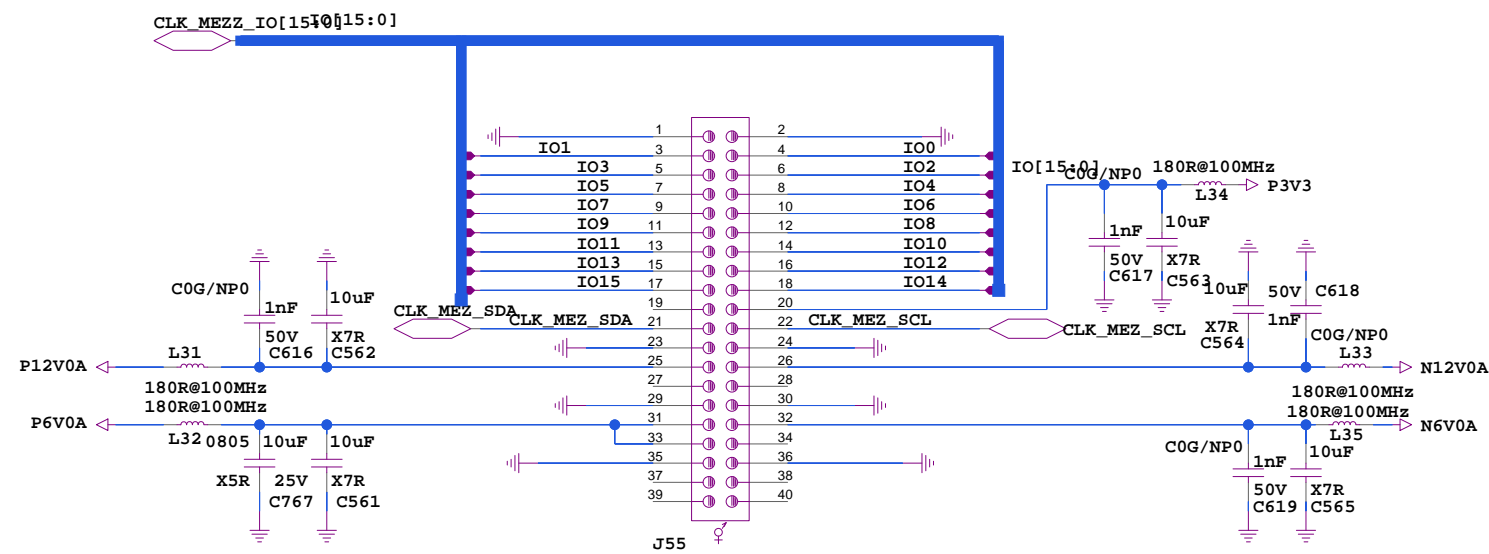 CLK_MEZZ_IO[15:0]
IO[15:0]
1
2
IO1
3
4
IO0
IO3
5
6
IO2
IO[15:0]
C0G/NP0
180R@100MHz
P3V3
L34
IO5
7
8
IO4
IO7
9
10
IO6
IO9
11
12
IO8
1nF
10uF
50V
X7R
C617
C563
IO11
13
14
IO10
IO13
15
16
IO12
IO15
17
18
IO14
C0G/NP0
10uF
1nF
50V
X7R
C616
C562
19
20
CLK_MEZ_SDA
CLK_MEZ_SDA
21
22
CLK_MEZ_SCL
CLK_MEZ_SCL
10uF
50V
C618
1nF
X7R
C564
C0G/NP0
L33
23
24
P12V0A
L31
25
26
N12V0A
180R@100MHz
27
28
180R@100MHz
180R@100MHz
29
30
180R@100MHz
P6V0A
L32
31
32
L35
N6V0A
0805
10uF
10uF
33
34
C0G/NP0
10uF
1nF
35
36
X5R
25V
X7R
37
38
50V
X7R
C767
C561
39
40
C619
C565
J55